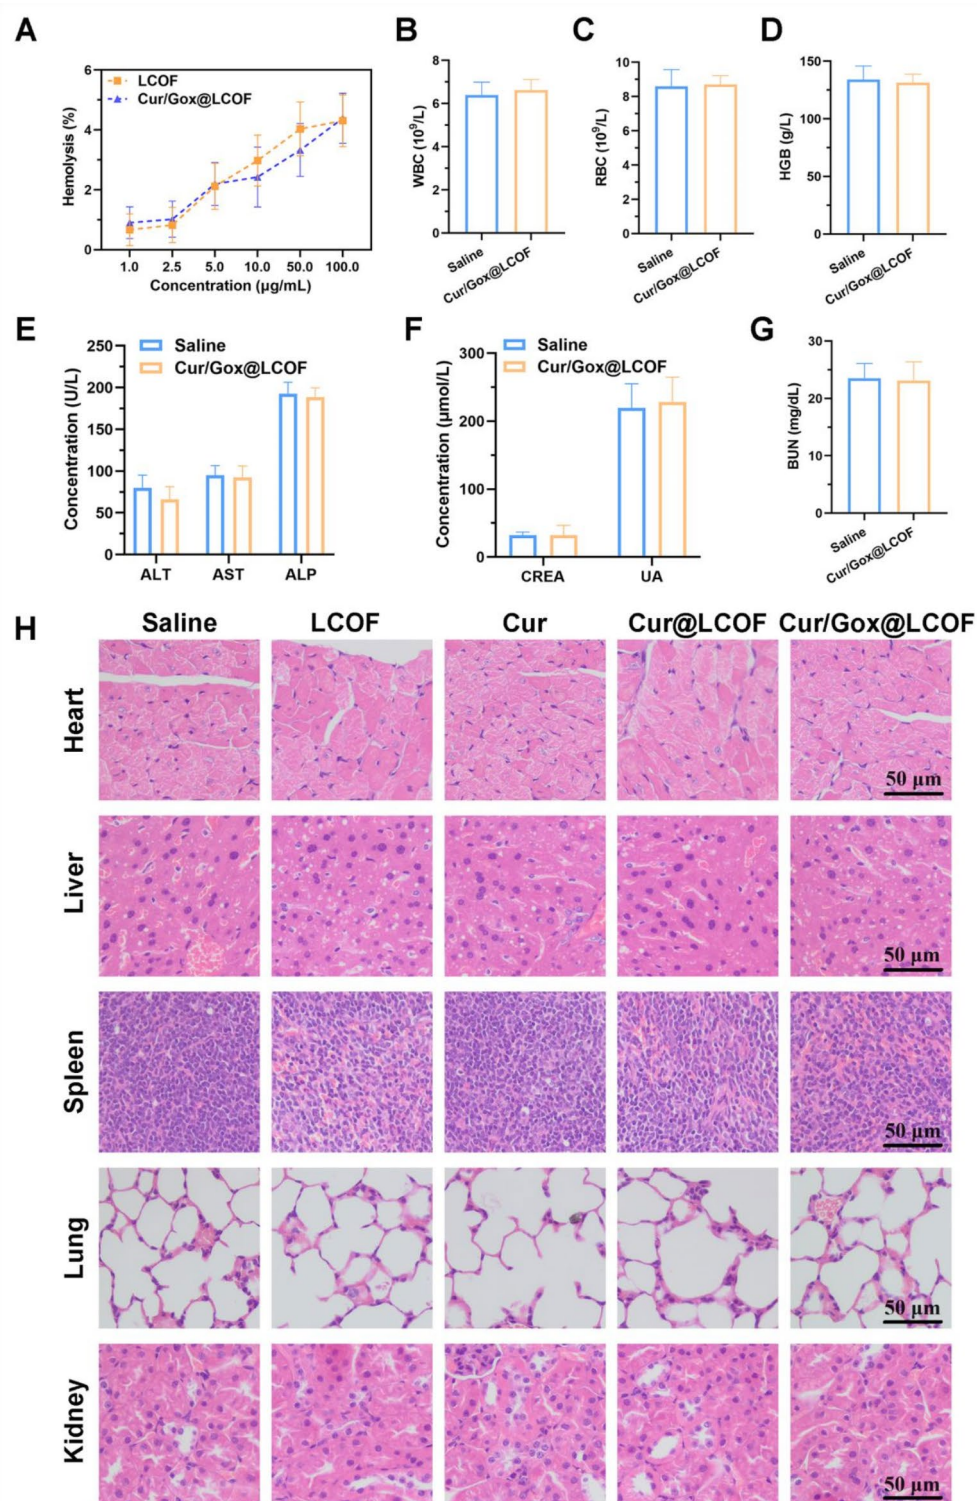 A
Hemolysis (%)
6
4
2
0
LCOF
Cur/Gox@LCOF
1.0 2.5 5.0 10.0 50.0 100.0
Concentration (μg/mL)
B
WBC (10⁹/L)
8
6
4
2
0
Saline
Cur/Gox@LCOF
C
RBC (10⁹/L)
10
8
6
4
2
0
Saline
Cur/Gox@LCOF
D
HGB (g/L)
150
100
50
0
Saline
Cur/Gox@LCOF
E
Concentration (U/L)
250
200
150
100
50
0
Saline
Cur/Gox@LCOF
ALT AST ALP
F
Concentration (μmol/L)
300
200
100
0
Saline
Cur/Gox@LCOF
CREA UA
G
BUN (mg/dL)
30
20
10
0
Saline
Cur/Gox@LCOF
H
Saline LCOF Cur Cur@LCOF Cur/Gox@LCOF
Heart
50 μm
Liver
50 μm
Spleen
50 μm
Lung
50 μm
Kidney
50 μm